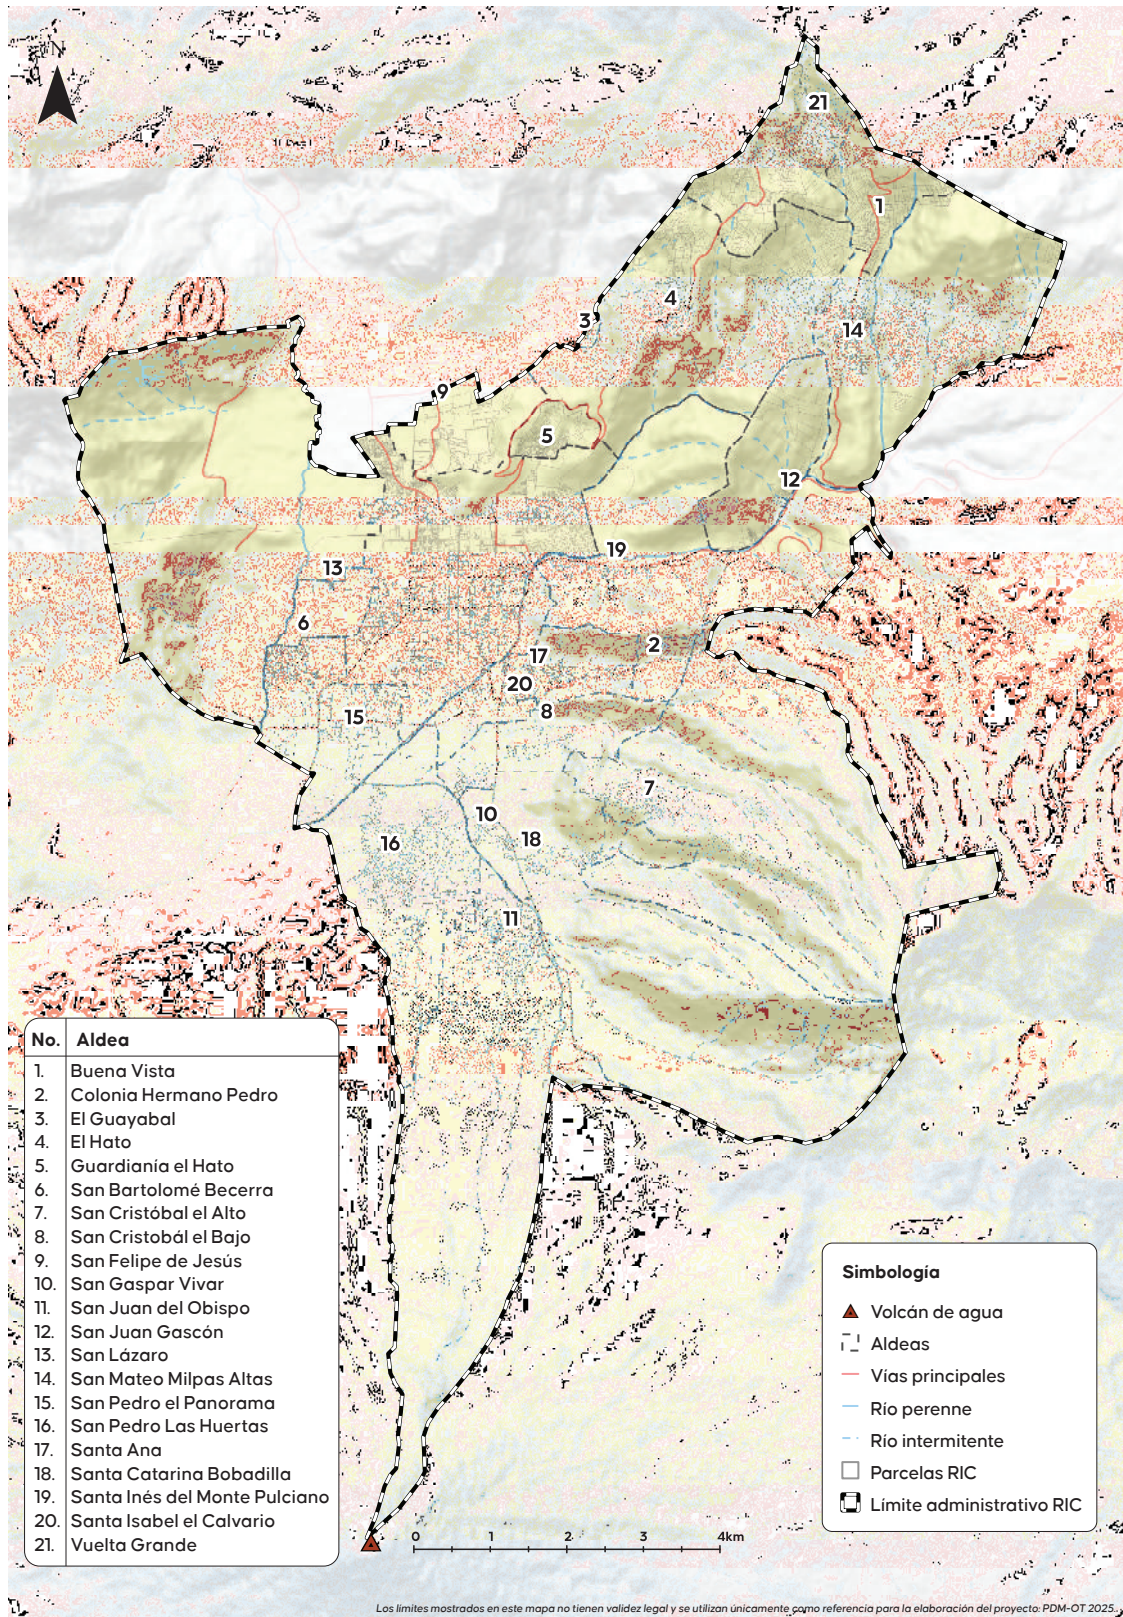 N
21
1
4
3
14
9
5
12
19
13
6
2
17
20
8
15
7
10
16
18
11
No. Aldea
1. Buena Vista
2. Colonia Hermano Pedro
3. El Guayabal
4. El Hato
5. Guardianía el Hato
6. San Bartolomé Becerra
7. San Cristóbal el Alto
8. San Cristobál el Bajo
9. San Felipe de Jesús
10. San Gaspar Vivar
11. San Juan del Obispo
12. San Juan Gascón
13. San Lázaro
14. San Mateo Milpas Altas
15. San Pedro el Panorama
16. San Pedro Las Huertas
17. Santa Ana
18. Santa Catarina Bobadilla
19. Santa Inés del Monte Pulciano
20. Santa Isabel el Calvario
21. Vuelta Grande
Simbología
Volcán de agua
Aldeas
Vías principales
Río perenne
Río intermitente
Parcelas RIC
Límite administrativo RIC
0 1 2 3 4km
Los límites mostrados en este mapa no tienen validez legal y se utilizan únicamente como referencia para la elaboración del proyecto: PDM-OT 2025.